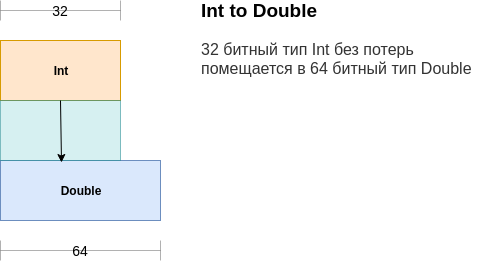 32
Int to Double
32 битный тип Int без потерь
помещается в 64 битный тип Double
Int
Double
64